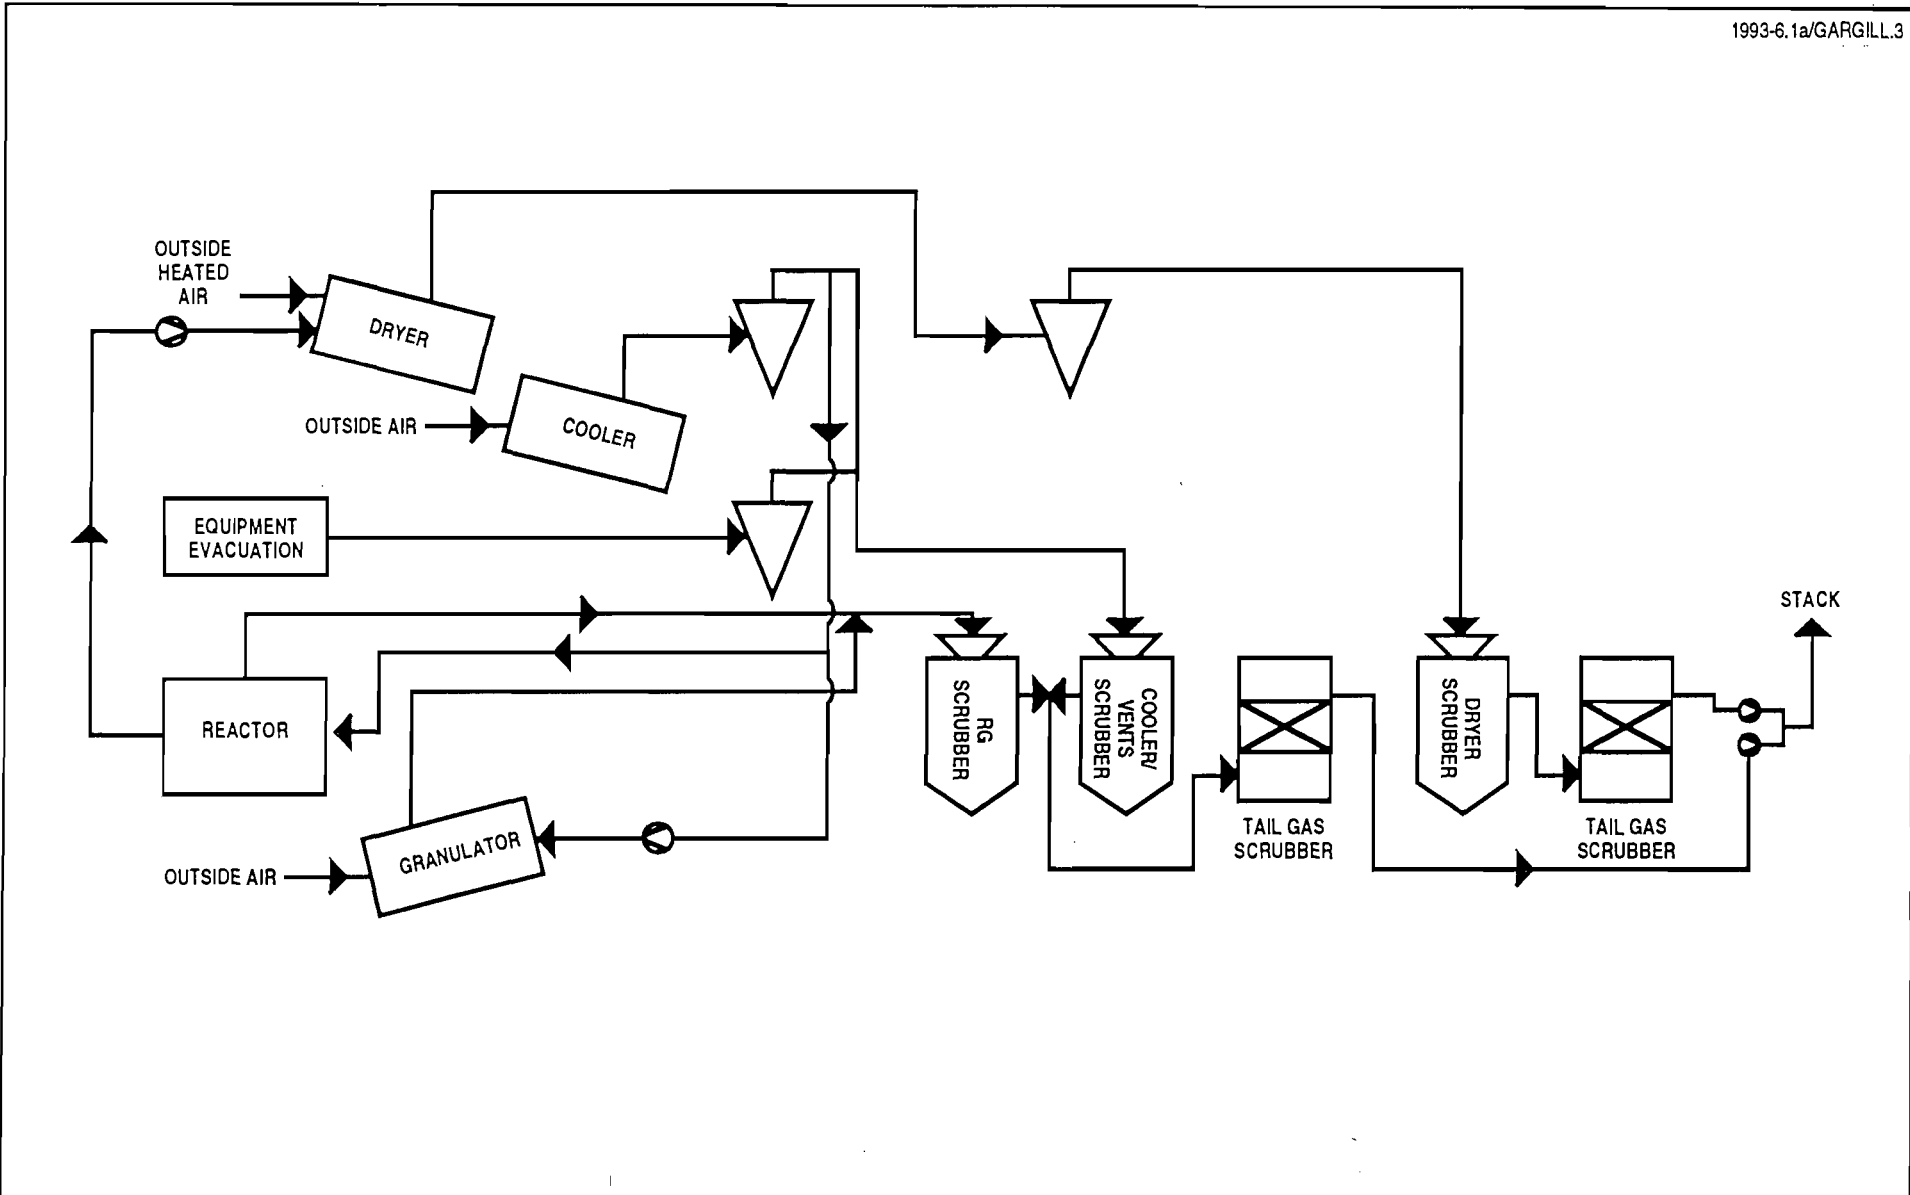 1993-6.1a/GARGILL.3
OUTSIDE
HEATED
AIR
DRYER
OUTSIDE AIR
COOLER
EQUIPMENT
EVACUATION
STACK
REACTOR
RG
SCRUBBER
COOLER/
VENTS
SCRUBBER
DRYER
SCRUBBER
TAIL GAS
SCRUBBER
TAIL GAS
SCRUBBER
GRANULATOR
OUTSIDE AIR